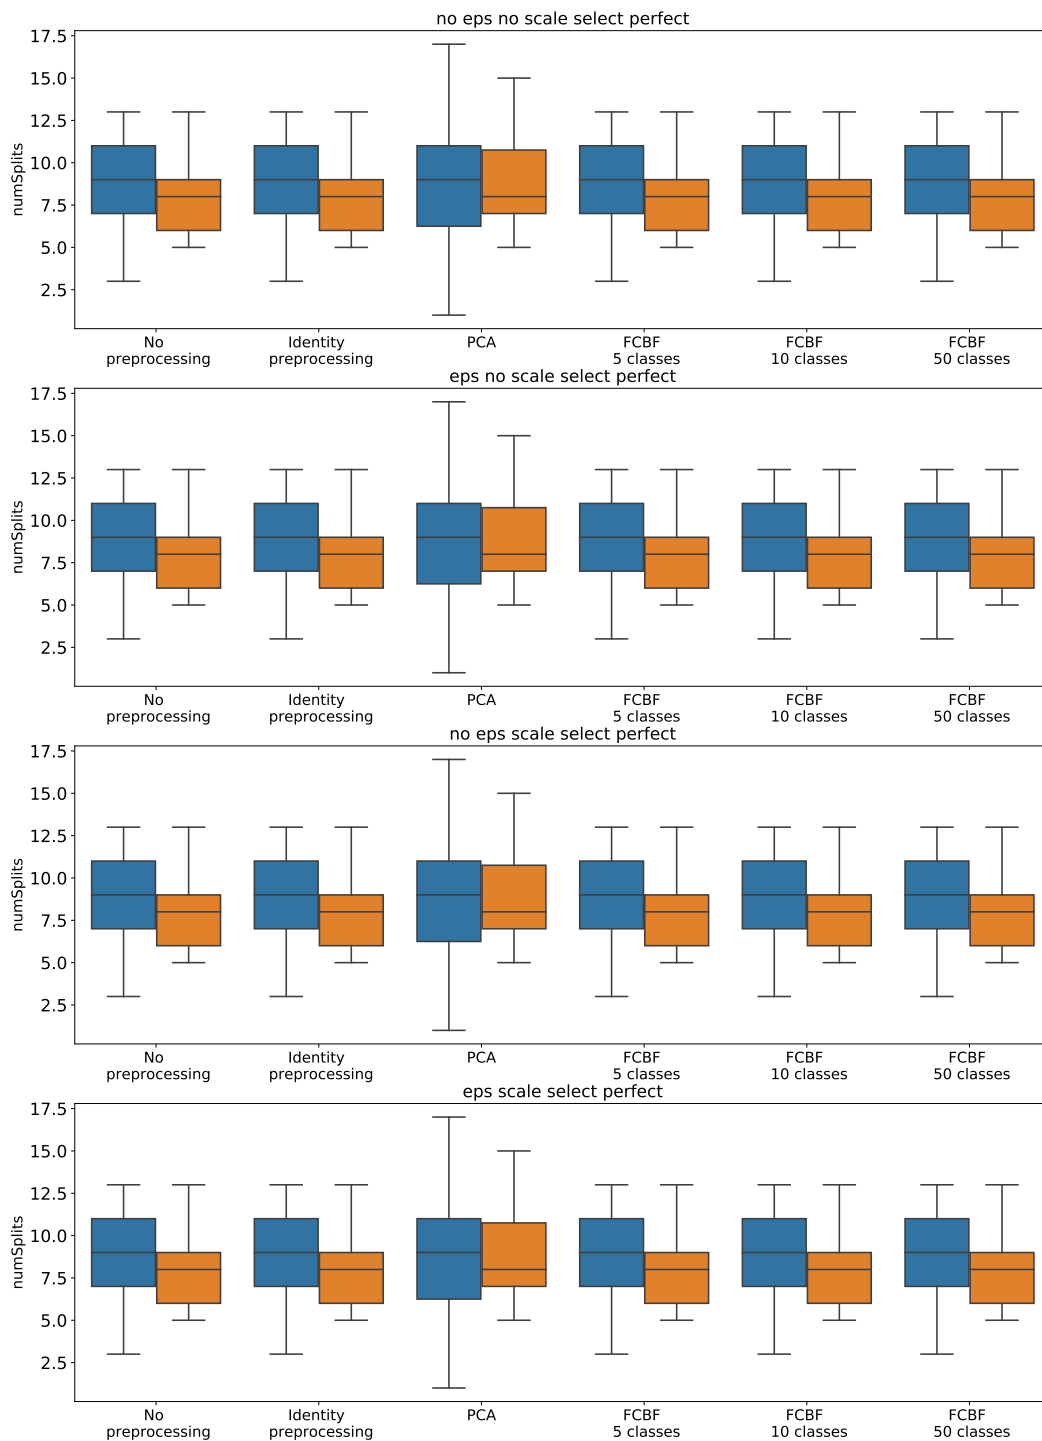 no eps no scale select perfect
17.5
15.0
12.5
10.0
7.5
5.0
2.5
numSplits
No preprocessing
Identity preprocessing
PCA
FCBF 5 classes
FCBF 10 classes
FCBF 50 classes
eps no scale select perfect
17.5
15.0
12.5
10.0
7.5
5.0
2.5
numSplits
No preprocessing
Identity preprocessing
PCA
FCBF 5 classes
FCBF 10 classes
FCBF 50 classes
no eps scale select perfect
17.5
15.0
12.5
10.0
7.5
5.0
2.5
numSplits
No preprocessing
Identity preprocessing
PCA
FCBF 5 classes
FCBF 10 classes
FCBF 50 classes
eps scale select perfect
17.5
15.0
12.5
10.0
7.5
5.0
2.5
numSplits
No preprocessing
Identity preprocessing
PCA
FCBF 5 classes
FCBF 10 classes
FCBF 50 classes